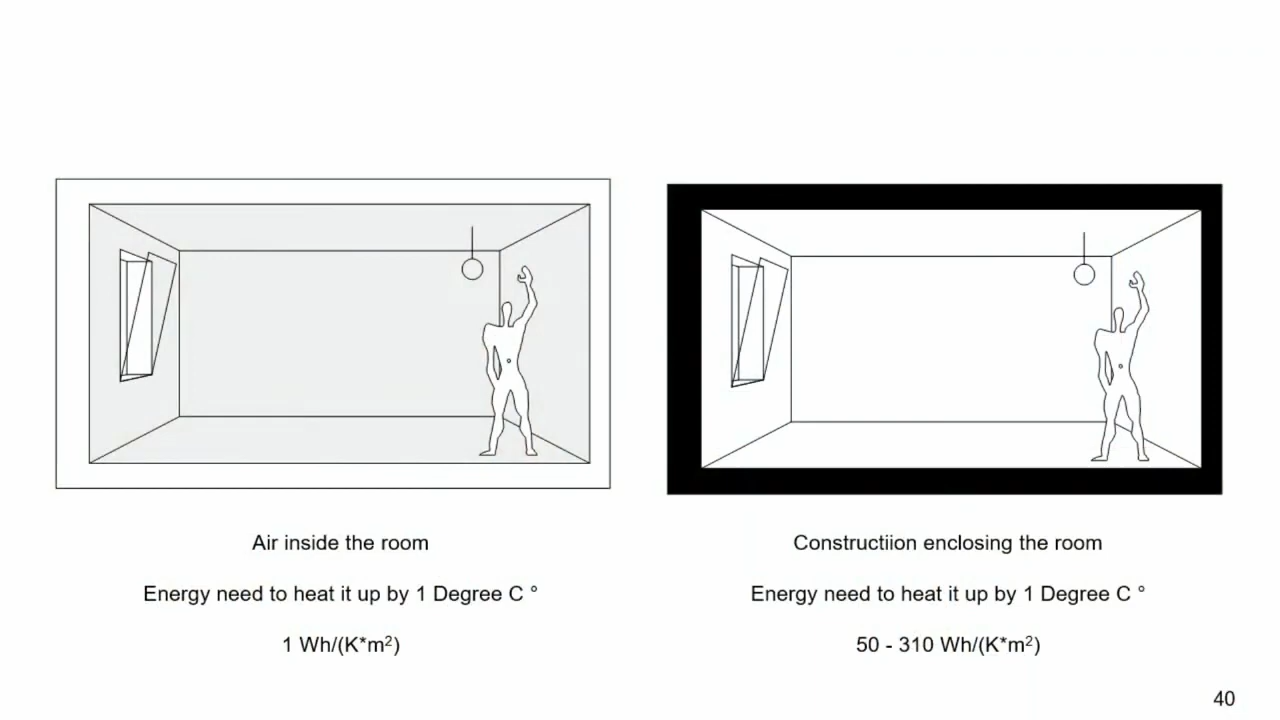 Air inside the room
Energy need to heat it up by 1 Degree C °
1 Wh/(K*m²)
Constructiion enclosing the room
Energy need to heat it up by 1 Degree C °
50 - 310 Wh/(K*m²)
40